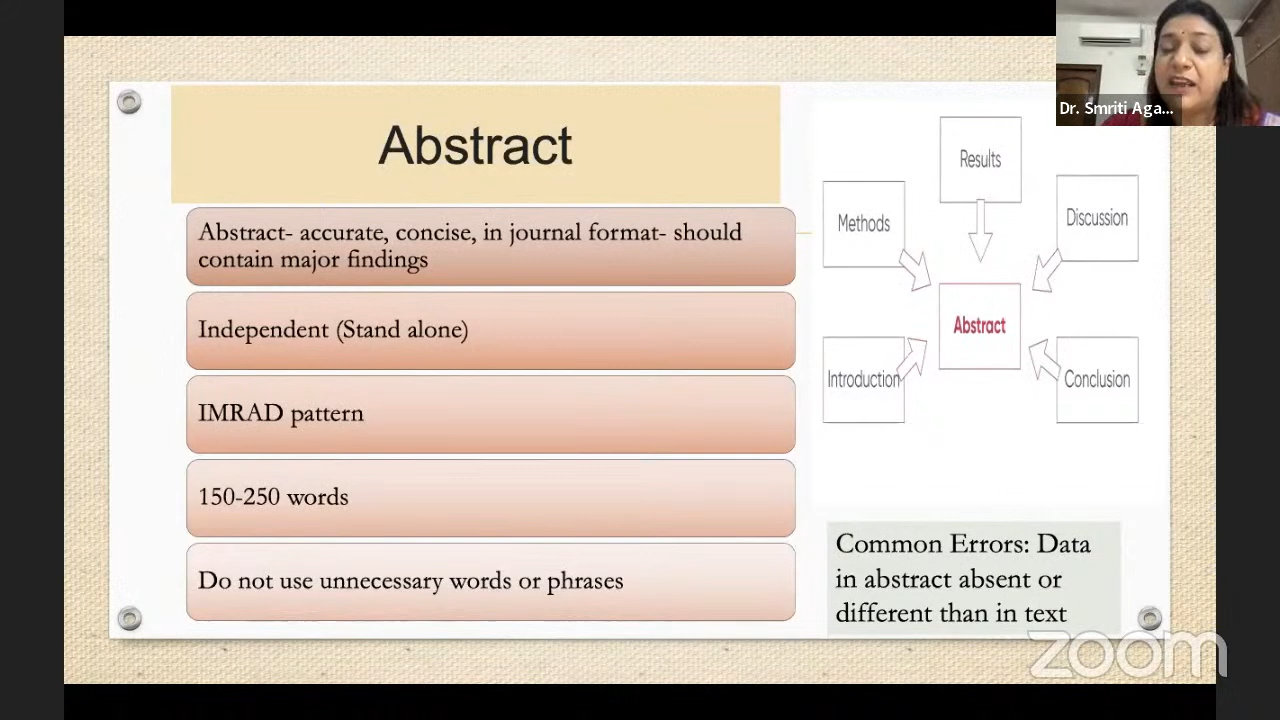 Abstract
Abstract- accurate, concise, in journal format- should
contain major findings
Independent (Stand alone)
IMRAD pattern
150-250 words
Do not use unnecessary words or phrases
Results
Methods
Discussion
Abstract
Introduction
Conclusion
Common Errors: Data
in abstract absent or
different than in text
Dr. Smriti Aga...
zoom